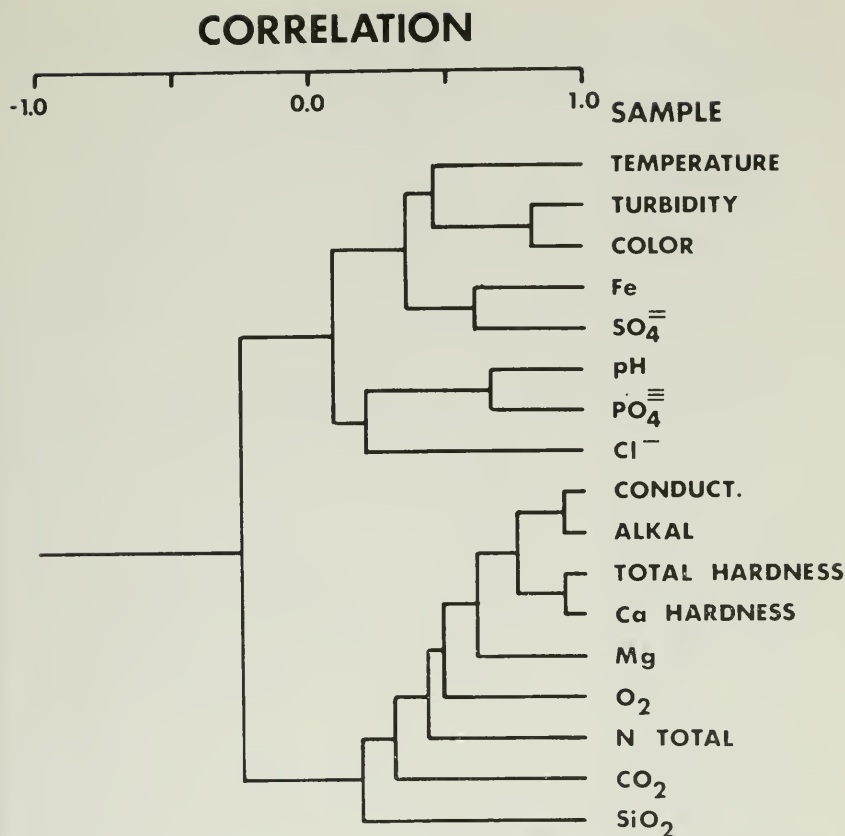 CORRELATION
-1.0 0.0 1.0
SAMPLE
TEMPERATURE
TURBIDITY
COLOR
Fe
SO₄⁼
pH
PO₄≡
Cl⁻
CONDUCT.
ALKAL
TOTAL HARDNESS
Ca HARDNESS
Mg
O₂
N TOTAL
CO₂
SiO₂